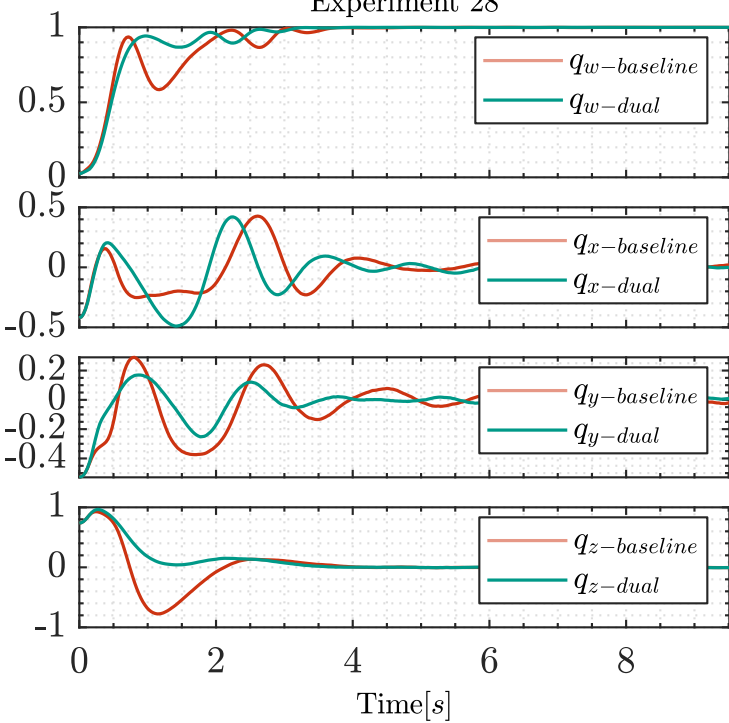 Experiment 28
1
0.5
0
q_{w-baseline}
q_{w-dual}
0.5
0
-0.5
q_{x-baseline}
q_{x-dual}
0.2
0
-0.2
-0.4
q_{y-baseline}
q_{y-dual}
1
0
-1
q_{z-baseline}
q_{z-dual}
0 2 4 6 8
Time[s]